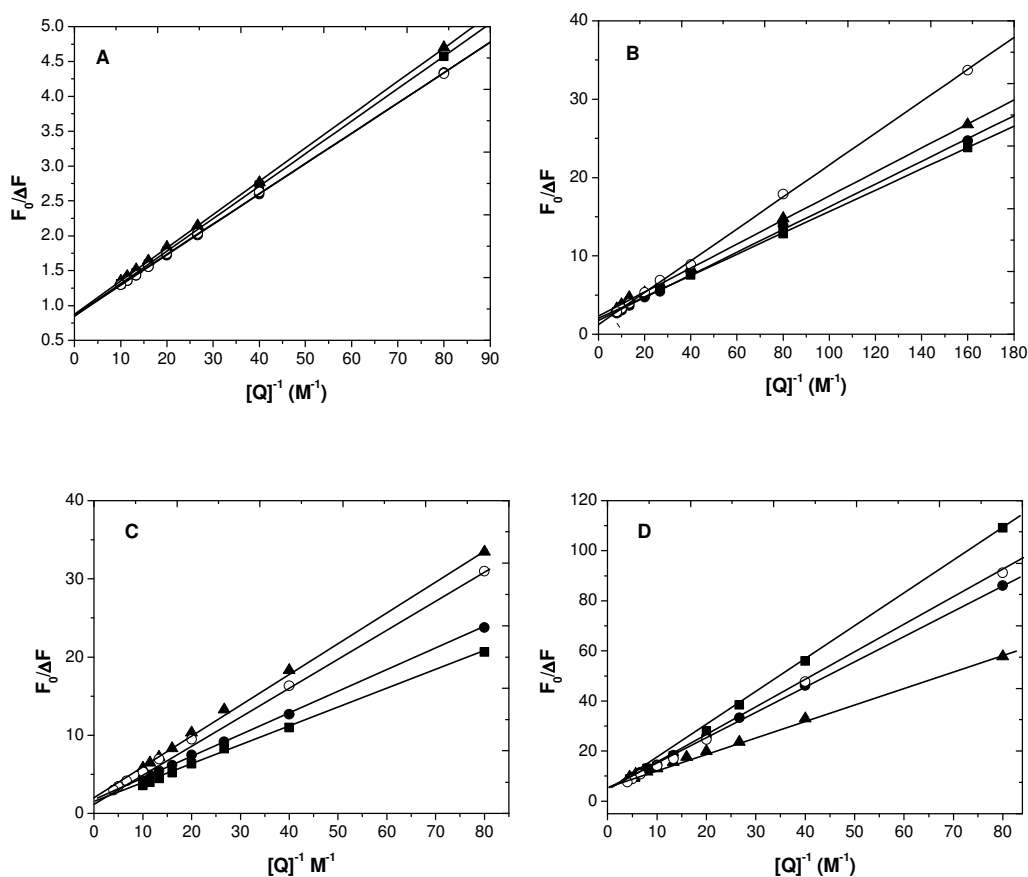 A
5.0
4.5
4.0
3.5
3.0
2.5
2.0
1.5
1.0
0.5
F₀/ΔF
0 10 20 30 40 50 60 70 80 90
[Q]⁻¹ (M⁻¹)
B
40
30
20
10
0
F₀/ΔF
0 20 40 60 80 100 120 140 160 180
[Q]⁻¹ (M⁻¹)
C
40
30
20
10
0
F₀/ΔF
0 10 20 30 40 50 60 70 80
[Q]⁻¹ M⁻¹
D
120
100
80
60
40
20
0
F₀/ΔF
0 10 20 30 40 50 60 70 80
[Q]⁻¹ (M⁻¹)